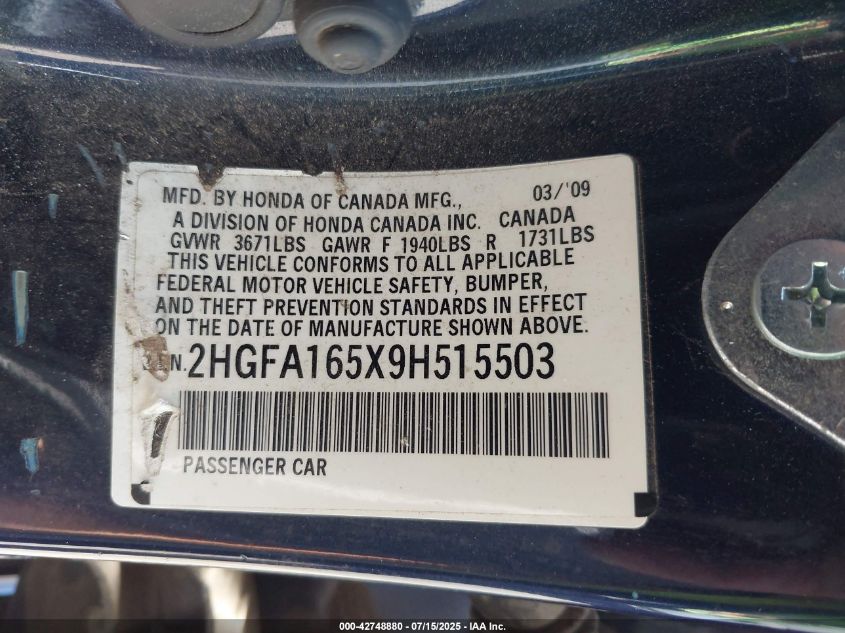 MFD. BY HONDA OF CANADA MFG., 03/'09
A DIVISION OF HONDA CANADA INC. CANADA
GVWR 3671LBS GAWR F 1940LBS R 1731LBS
THIS VEHICLE CONFORMS TO ALL APPLICABLE
FEDERAL MOTOR VEHICLE SAFETY, BUMPER,
AND THEFT PREVENTION STANDARDS IN EFFECT
ON THE DATE OF MANUFACTURE SHOWN ABOVE.
2HGFA165X9H515503
PASSENGER CAR
000-42748880 - 07/15/2025 - IAA Inc.